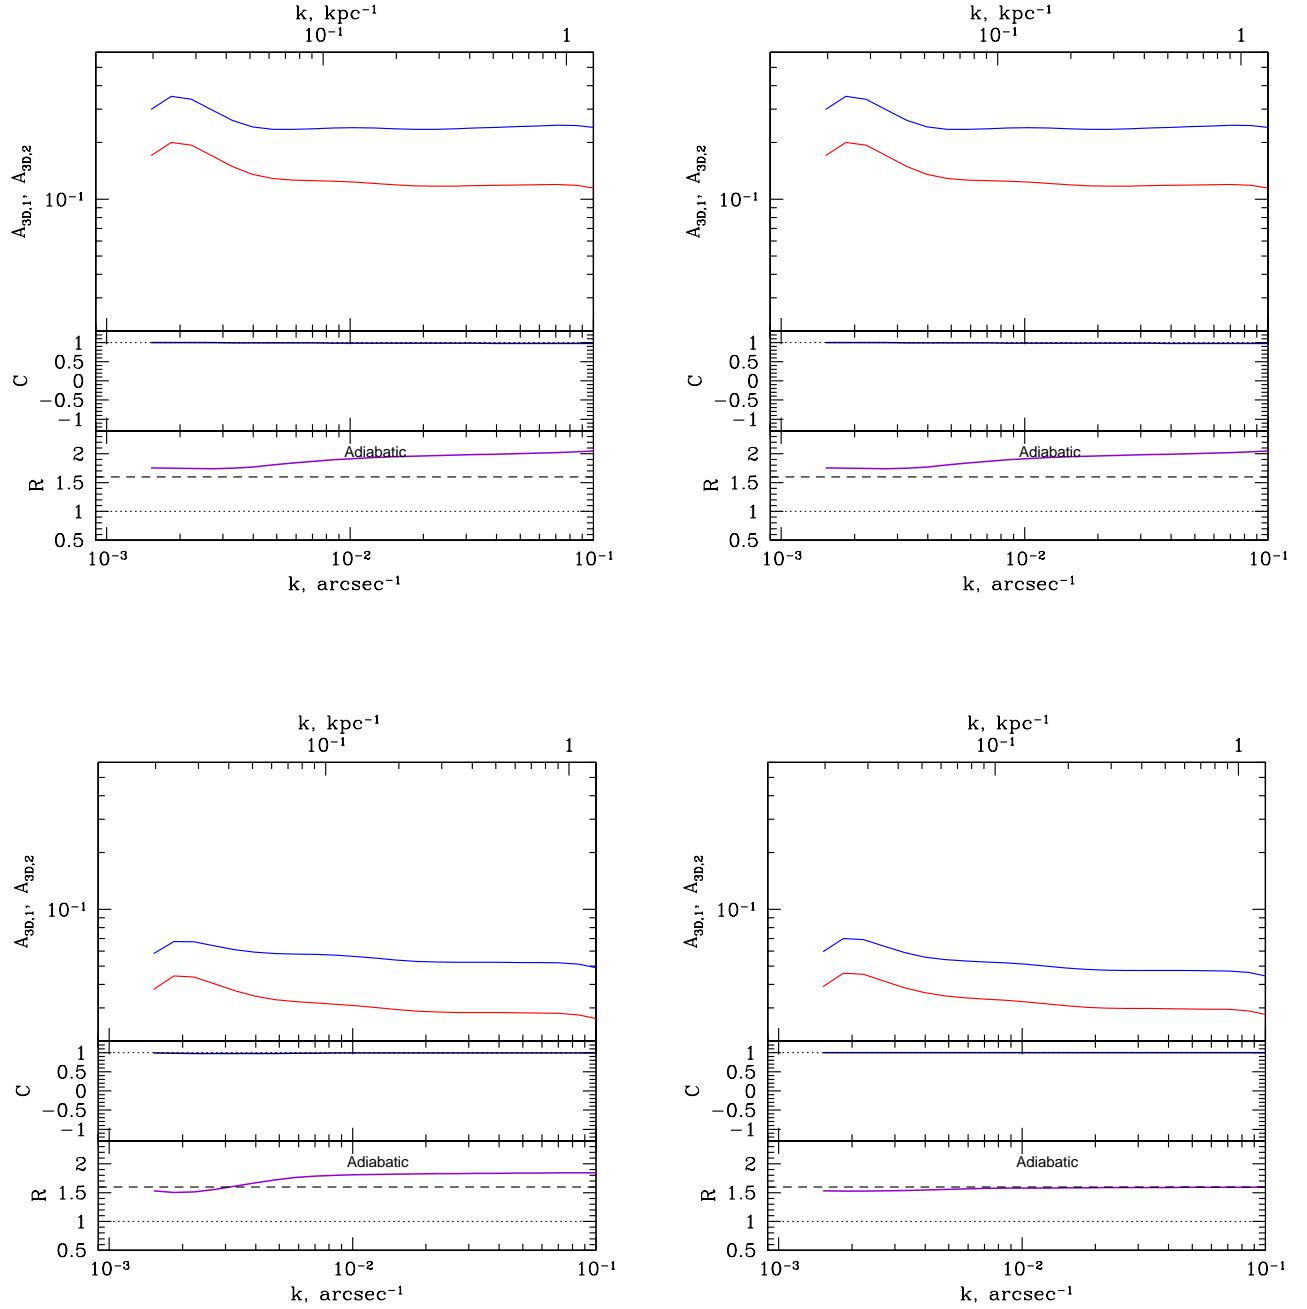 k, kpc⁻¹
10⁻¹ 1
A₃D,₁, A₃D,₂
10⁻¹
C
1
0.5
0
−0.5
−1
R
Adiabatic
2
1.5
1
0.5
10⁻³ 10⁻² 10⁻¹
k, arcsec⁻¹
k, kpc⁻¹
10⁻¹ 1
A₃D,₁, A₃D,₂
10⁻¹
C
1
0.5
0
−0.5
−1
R
Adiabatic
2
1.5
1
0.5
10⁻³ 10⁻² 10⁻¹
k, arcsec⁻¹
k, kpc⁻¹
10⁻¹ 1
A₃D,₁, A₃D,₂
10⁻¹
C
1
0.5
0
−0.5
−1
R
Adiabatic
2
1.5
1
0.5
10⁻³ 10⁻² 10⁻¹
k, arcsec⁻¹
k, kpc⁻¹
10⁻¹ 1
A₃D,₁, A₃D,₂
10⁻¹
C
1
0.5
0
−0.5
−1
R
Adiabatic
2
1.5
1
0.5
10⁻³ 10⁻² 10⁻¹
k, arcsec⁻¹